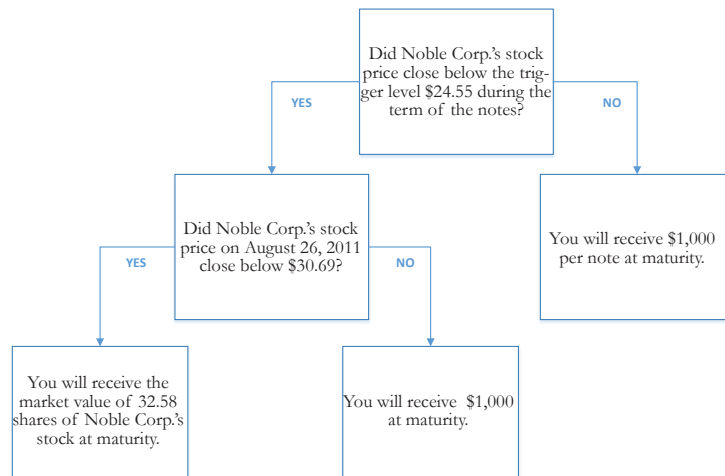 Did Noble Corp.'s stock
price close below the trig-
ger level $24.55 during the
term of the notes?
YES
NO
Did Noble Corp.'s stock
price on August 26, 2011
close below $30.69?
You will receive $1,000
per note at maturity.
YES
NO
You will receive the
market value of 32.58
shares of Noble Corp.'s
stock at maturity.
You will receive $1,000
at maturity.